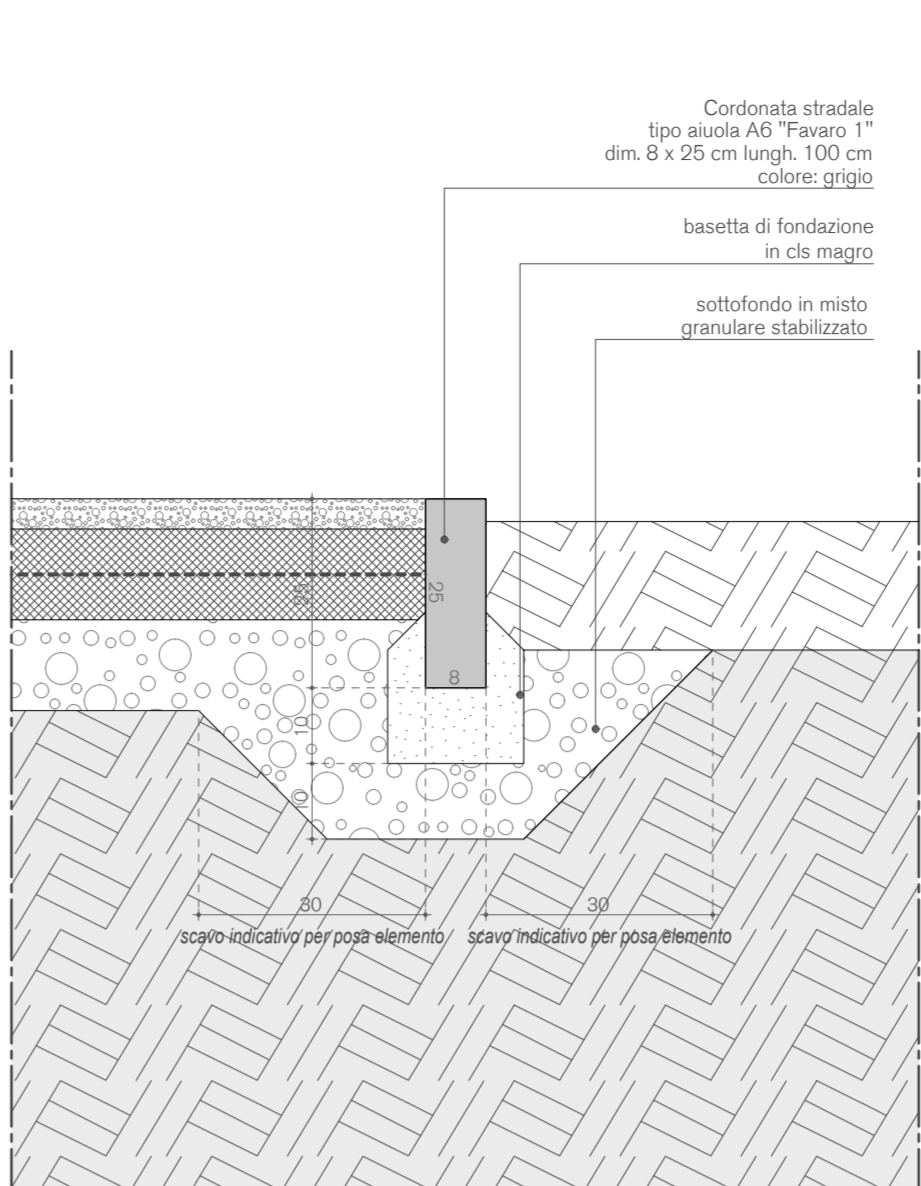 Cordonata stradale
tipo aiuola A6 "Favaro 1"
dim. 8 x 25 cm lungh. 100 cm
colore: grigio
basetta di fondazione
in cls magro
sottofondo in misto
granulare stabilizzato
25
25
8
10
10
30
30
scavo indicativo per posa elemento
scavo indicativo per posa elemento